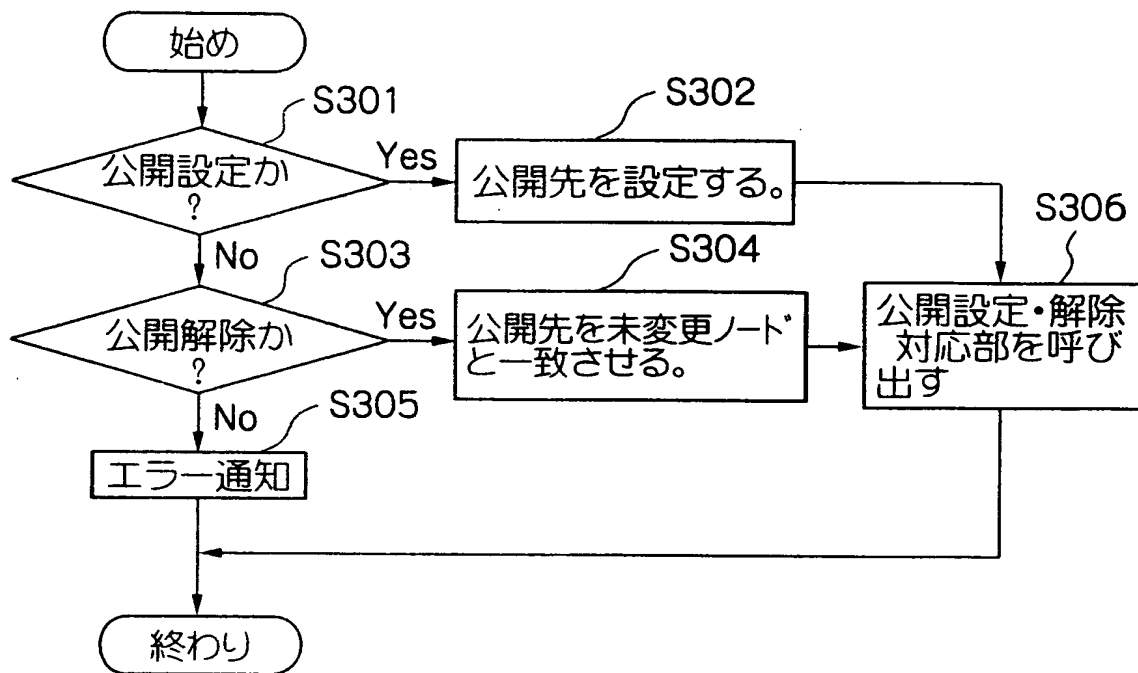 始め
S301
公開設定か
?
Yes
S302
公開先を設定する。
No
S303
公開解除か
?
Yes
S304
公開先を未変更ノード
と一致させる。
S306
公開設定・解除
対応部を呼び
出す
No
S305
エラー通知
終わり